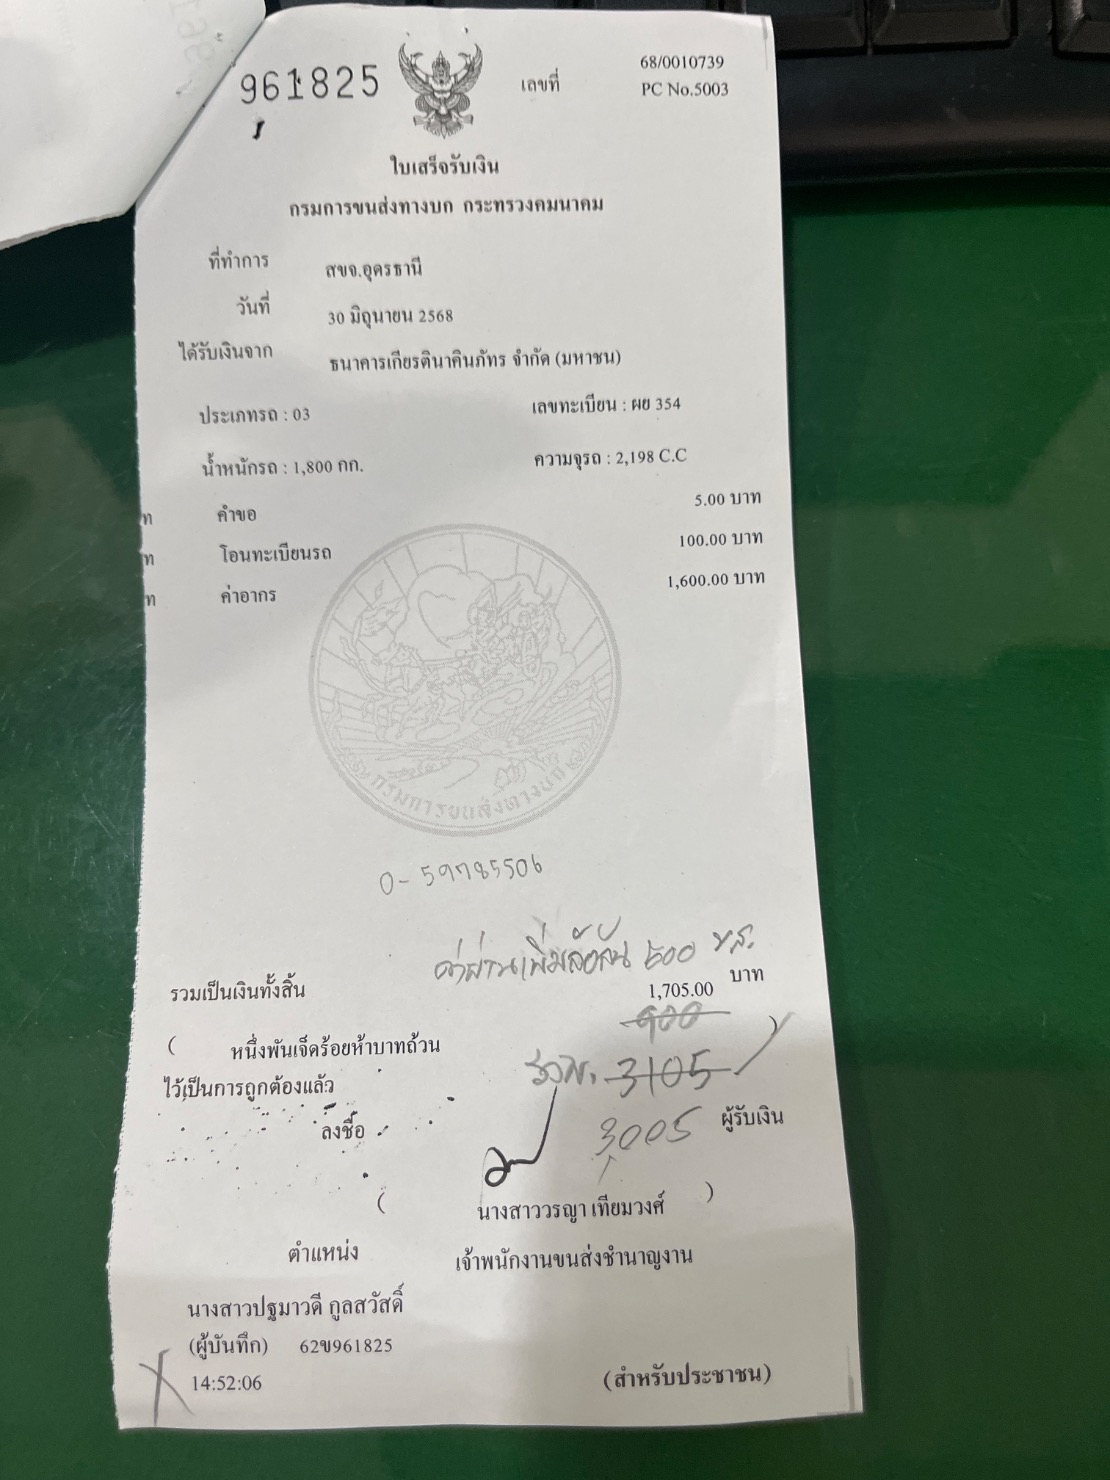 961825
เลขที่ 68/0010739
PC No.5003
ใบเสร็จรับเงิน
กรมการขนส่งทางบก กระทรวงคมนาคม
ที่ทำการ สขจ.อุดรธานี
วันที่ 30 มิถุนายน 2568
ได้รับเงินจาก ธนาคารเกียรตินาคินภัทร จำกัด (มหาชน)
ประเภทรถ : 03 เลขทะเบียน : ผย 354
น้ำหนักรถ : 1,800 กก. ความจุรถ : 2,198 C.C
ท คำขอ 5.00 บาท
ท โอนทะเบียนรถ 100.00 บาท
ท ค่าอากร 1,600.00 บาท
กรมการขนส่งทางบก
0-59785506
รวมเป็นเงินทั้งสิ้น 1,705.00 บาท
900
( หนึ่งพันเจ็ดร้อยห้าบาทถ้วน )
3105
ไว้เป็นการถูกต้องแล้ว
3005
ลงชื่อ ผู้รับเงิน
( นางสาววรญา เทียมวงศ์ )
ตำแหน่ง เจ้าพนักงานขนส่งชำนาญงาน
นางสาวปฐมาวดี กูลสวัสดิ์
(ผู้บันทึก) 62ข961825
14:52:06 (สำหรับประชาชน)